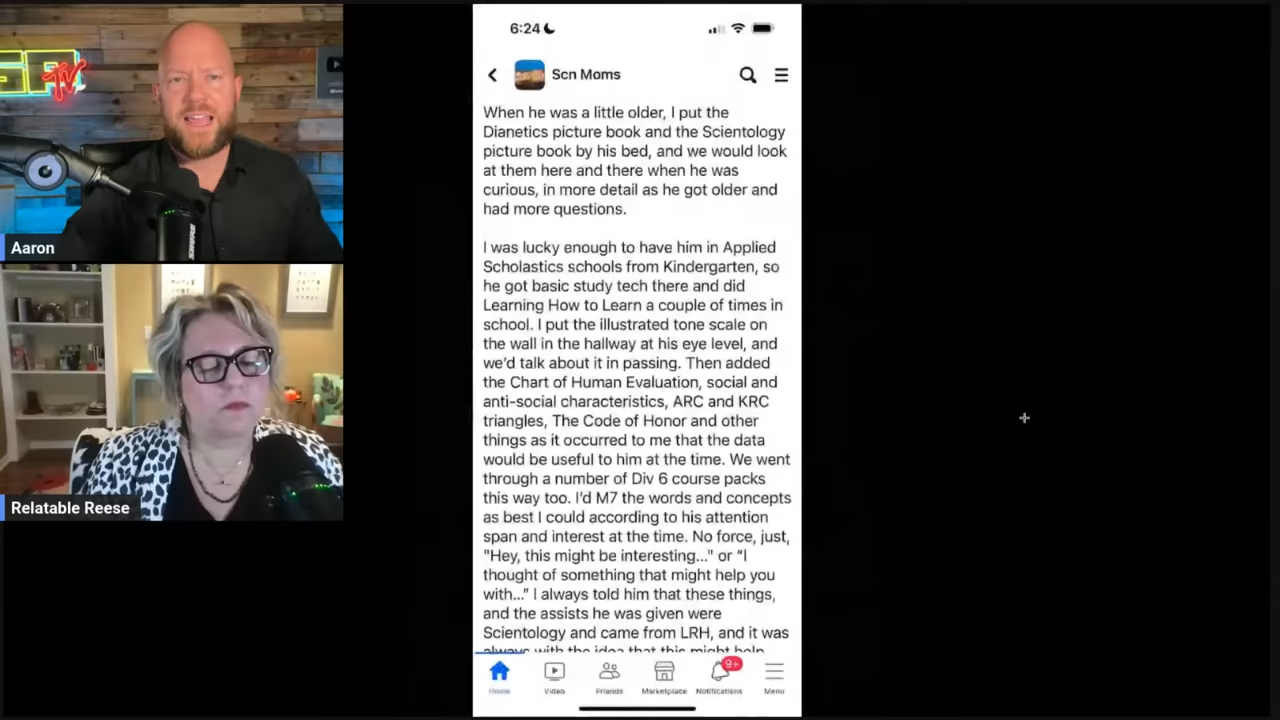 TV
Aaron
Relatable Reese
6:24
Scn Moms
When he was a little older, I put the
Dianetics picture book and the Scientology
picture book by his bed, and we would look
at them here and there when he was
curious, in more detail as he got older and
had more questions.
I was lucky enough to have him in Applied
Scholastics schools from Kindergarten, so
he got basic study tech there and did
Learning How to Learn a couple of times in
school. I put the illustrated tone scale on
the wall in the hallway at his eye level, and
we'd talk about it in passing. Then added
the Chart of Human Evaluation, social and
anti-social characteristics, ARC and KRC
triangles, The Code of Honor and other
things as it occurred to me that the data
would be useful to him at the time. We went
through a number of Div 6 course packs
this way too. I'd M7 the words and concepts
as best I could according to his attention
span and interest at the time. No force, just,
"Hey, this might be interesting..." or "I
thought of something that might help you
with..." I always told him that these things,
and the assists he was given were
Scientology and came from LRH, and it was
always with the idea that this might help
9+
Home
Video
Friends
Marketplace
Notifications
Menu